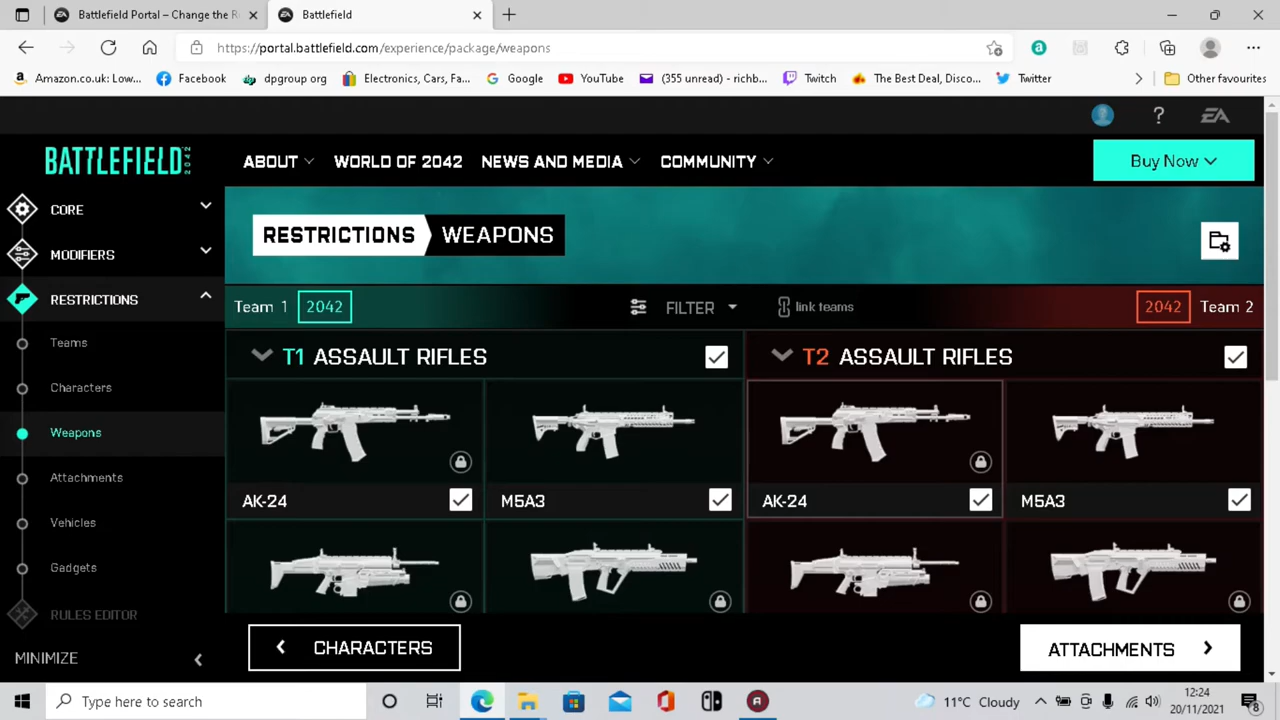 Battlefield Portal – Change the R
Battlefield
https://portal.battlefield.com/experience/package/weapons
Amazon.co.uk: Low...
Facebook
dpgroup org
Electronics, Cars, Fa...
Google
YouTube
(355 unread) - richb...
Twitch
The Best Deal, Disco...
Twitter
Other favourites
EA
BATTLEFIELD 2042
ABOUT
WORLD OF 2042
NEWS AND MEDIA
COMMUNITY
Buy Now
CORE
MODIFIERS
RESTRICTIONS
Teams
Characters
Weapons
Attachments
Vehicles
Gadgets
RULES EDITOR
MINIMIZE
RESTRICTIONS WEAPONS
Team 1 2042
FILTER
link teams
2042 Team 2
T1 ASSAULT RIFLES
T2 ASSAULT RIFLES
AK-24
M5A3
AK-24
M5A3
CHARACTERS
ATTACHMENTS
Type here to search
11°C Cloudy
12:24
20/11/2021
8